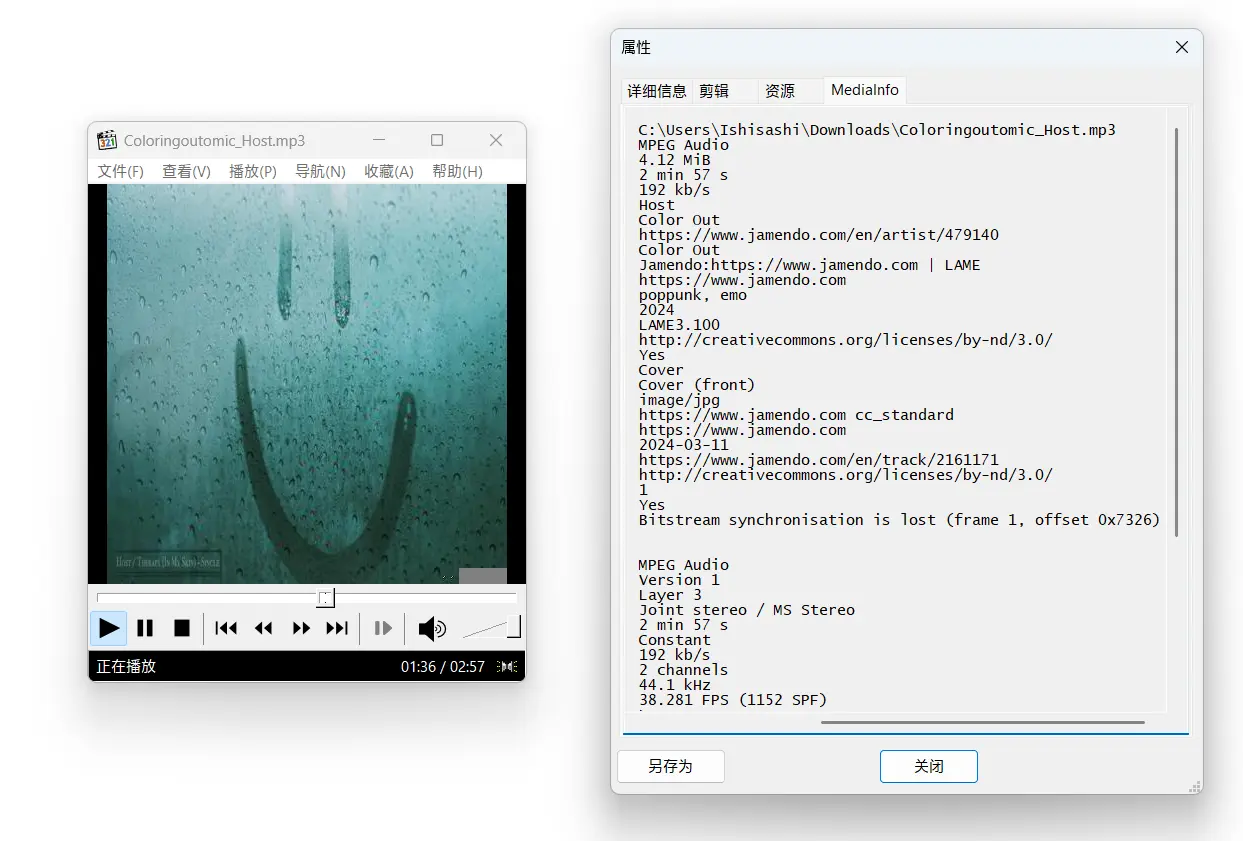 Coloringoutomic_Host.mp3
文件(F) 查看(V) 播放(P) 导航(N) 收藏(A) 帮助(H)
Host / Therapy (In My Skin) - Single
正在播放 01:36 / 02:57
属性
详细信息 剪辑 资源 MediaInfo
C:\Users\Ishisashi\Downloads\Coloringoutomic_Host.mp3
MPEG Audio
4.12 MiB
2 min 57 s
192 kb/s
Host
Color Out
https://www.jamendo.com/en/artist/479140
Color Out
Jamendo:https://www.jamendo.com | LAME
https://www.jamendo.com
poppunk, emo
2024
LAME3.100
http://creativecommons.org/licenses/by-nd/3.0/
Yes
Cover
Cover (front)
image/jpg
https://www.jamendo.com cc_standard
https://www.jamendo.com
2024-03-11
https://www.jamendo.com/en/track/2161171
http://creativecommons.org/licenses/by-nd/3.0/
1
Yes
Bitstream synchronisation is lost (frame 1, offset 0x7326)
MPEG Audio
Version 1
Layer 3
Joint stereo / MS Stereo
2 min 57 s
Constant
192 kb/s
2 channels
44.1 kHz
38.281 FPS (1152 SPF)
另存为 关闭